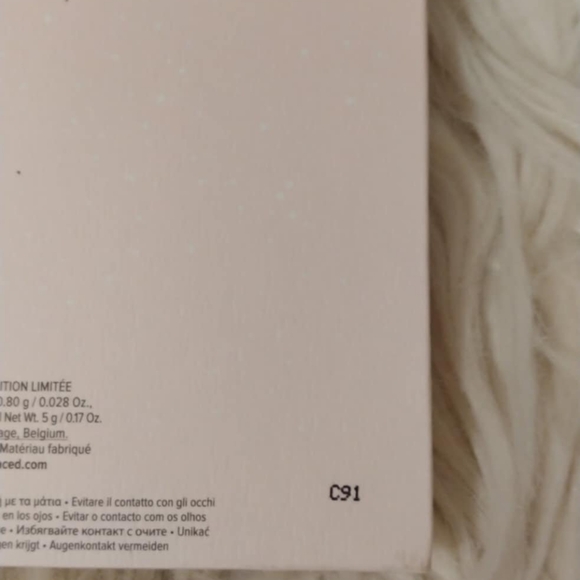 ITION LIMITÉE
0.80 g / 0.028 Oz.,
Net Wt. 5 g / 0.17 Oz.
age, Belgium.
Matériau fabriqué
ced.com
C91
με τα μάτια • Evitare il contatto con gli occhi
en los ojos • Evitar o contacto com os olhos
e • Избягвайте контакт с очите • Unikać
en krijgt • Augenkontakt vermeiden